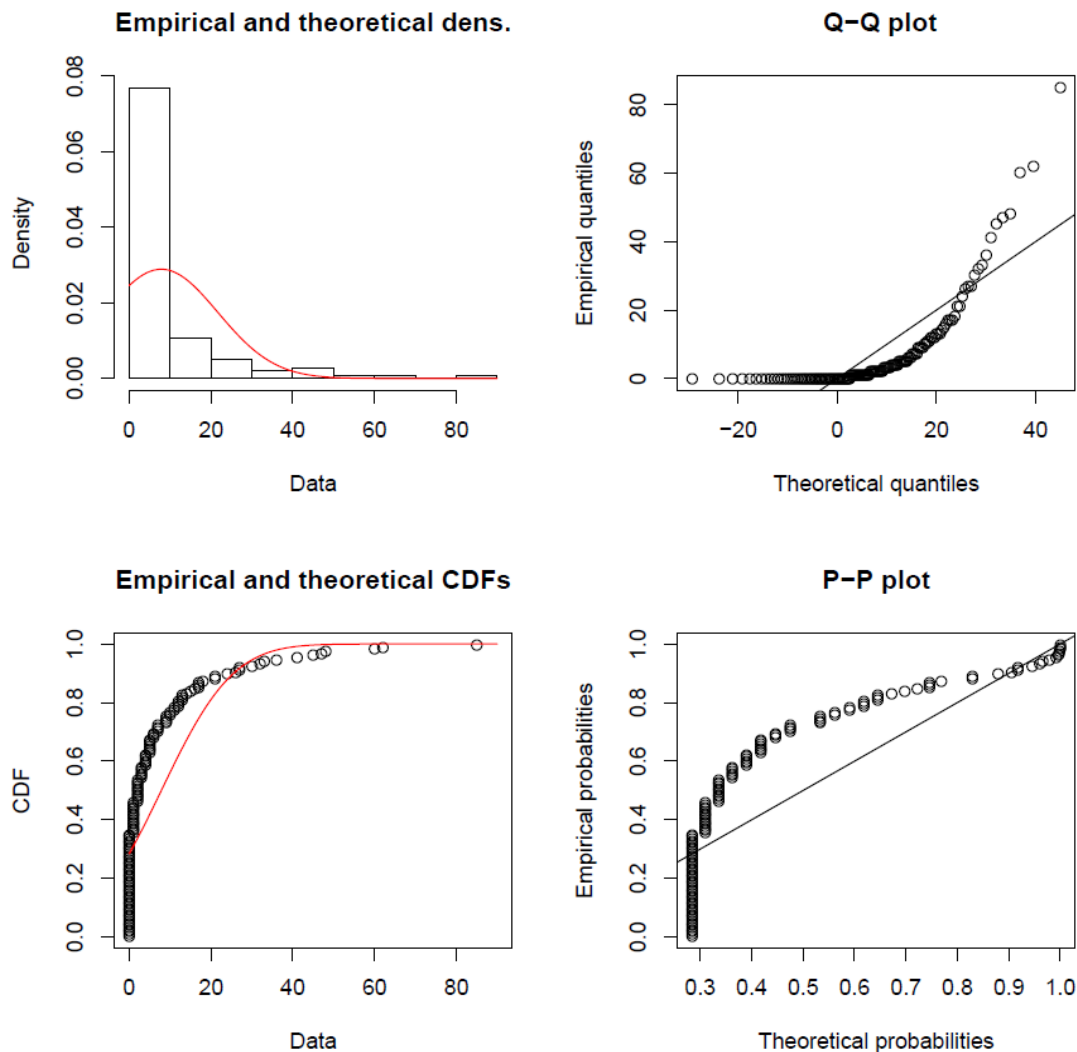 Empirical and theoretical dens.
Density
0.00 0.02 0.04 0.06 0.08
0 20 40 60 80
Data
Q−Q plot
Empirical quantiles
0 20 40 60 80
−20 0 20 40
Theoretical quantiles
Empirical and theoretical CDFs
CDF
0.0 0.2 0.4 0.6 0.8 1.0
0 20 40 60 80
Data
P−P plot
Empirical probabilities
0.0 0.2 0.4 0.6 0.8 1.0
0.3 0.4 0.5 0.6 0.7 0.8 0.9 1.0
Theoretical probabilities